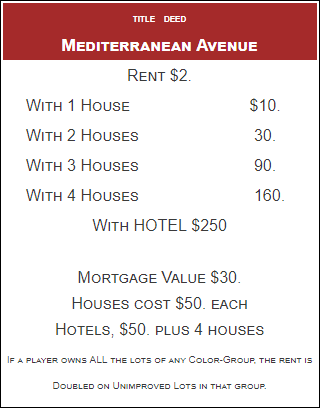 TITLE DEED
MEDITERRANEAN AVENUE
RENT $2.
WITH 1 HOUSE $10.
WITH 2 HOUSES 30.
WITH 3 HOUSES 90.
WITH 4 HOUSES 160.
WITH HOTEL $250
MORTGAGE VALUE $30.
HOUSES COST $50. EACH
HOTELS, $50. PLUS 4 HOUSES
IF A PLAYER OWNS ALL THE LOTS OF ANY COLOR-GROUP, THE RENT IS
DOUBLED ON UNIMPROVED LOTS IN THAT GROUP.